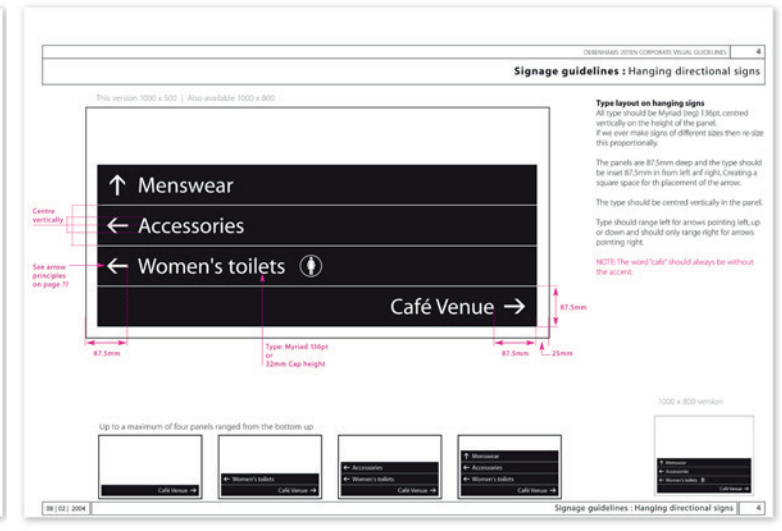 DEBENHAMS 20TEN CORPORATE VISUAL GUIDELINES 4
Signage guidelines : Hanging directional signs
This version 1000 x 500 | Also available 1000 x 800
Type layout on hanging signs
All type should be Myriad (reg) 136pt, centred
vertically on the height of the panel.
If we ever make signs of different sizes then re-size
this proportionally.
The panels are 87.5mm deep and the type should
be inset 87.5mm in from left anf right. Creating a
square space for th placement of the arrow.
The type should be centred vertically in the panel.
Type should range left for arrows pointing left, up
or down and should only range right for arrows
pointing right.
NOTE: The word "cafe" should always be without
the accent.
↑ Menswear
← Accessories
← Women's toilets
Café Venue →
Centre
vertically
See arrow
principles
on page ??
87.5mm
Type: Myriad 136pt
or
32mm Cap height
87.5mm
25mm
87.5mm
1000 x 800 version
Up to a maximum of four panels ranged from the bottom up
Café Venue →
← Women's toilets
Café Venue →
← Accessories
← Women's toilets
Café Venue →
↑ Menswear
← Accessories
← Women's toilets
Café Venue →
↑ Menswear
← Accessories
← Women's toilets
Café Venue →
08 | 02 | 2004
Signage guidelines : Hanging directional signs 4